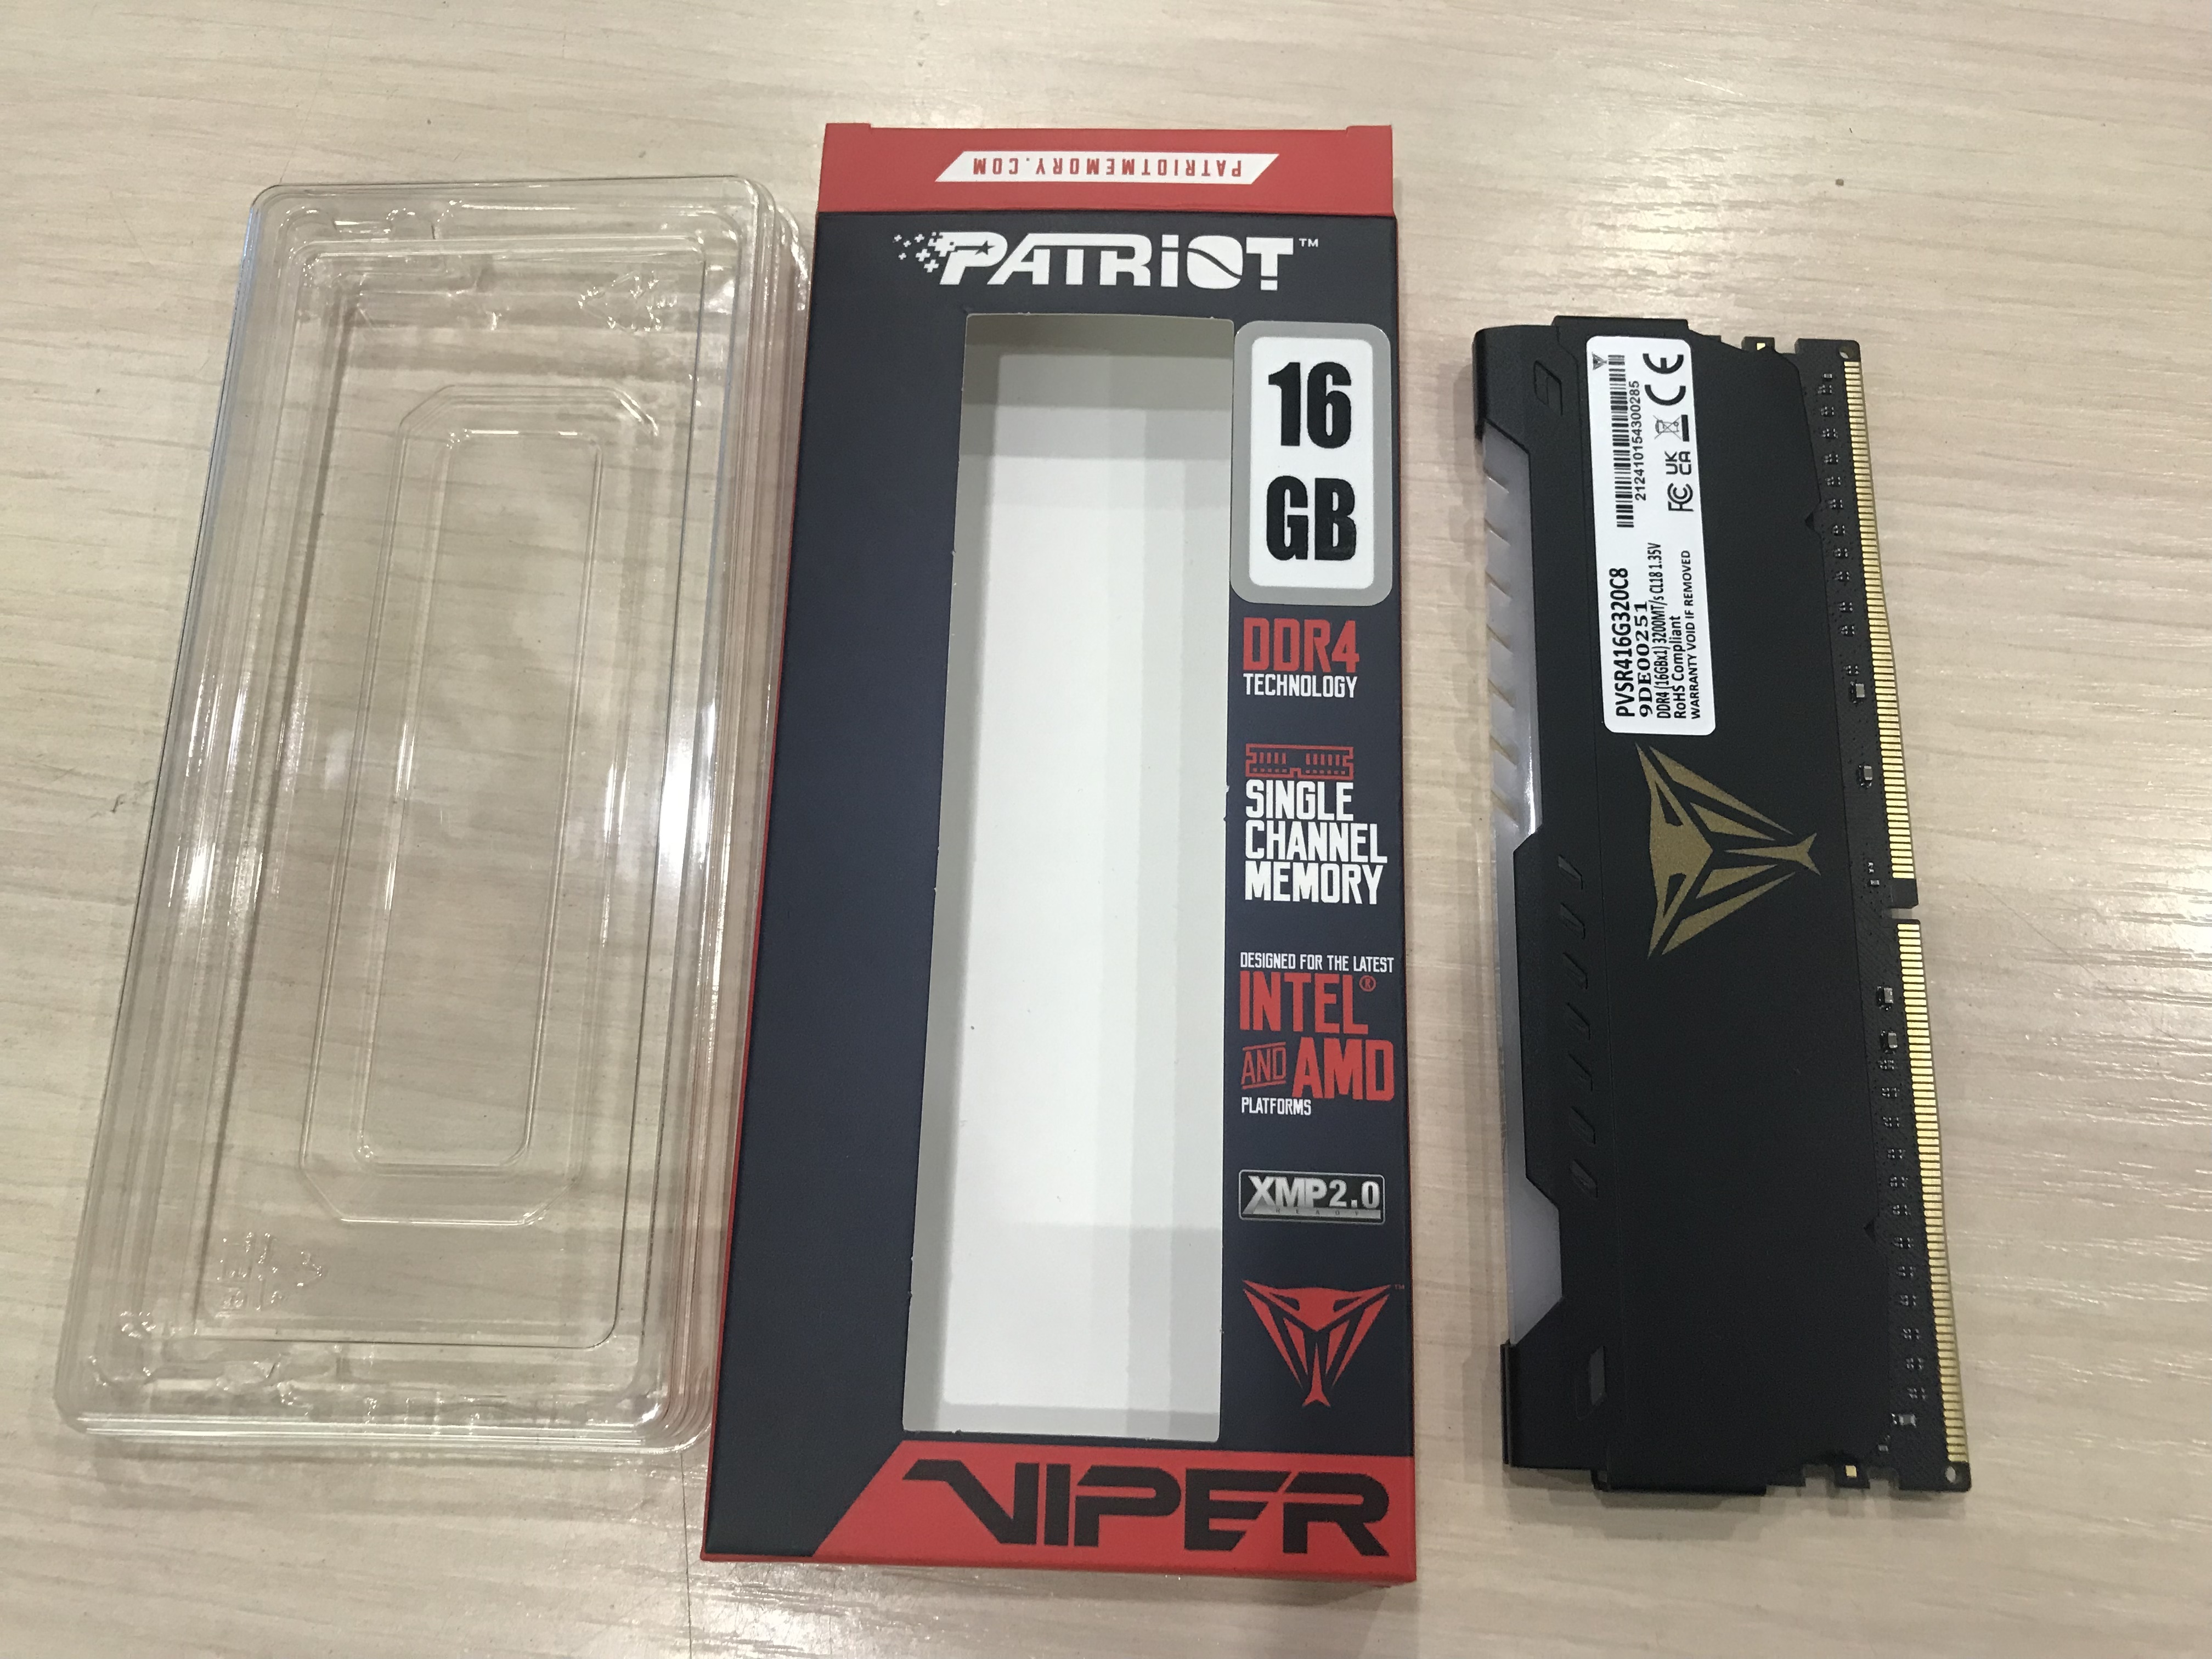 PATRIOTMEMORY.COM
PATRIOT™
16
GB
DDR4
TECHNOLOGY
SINGLE
CHANNEL
MEMORY
DESIGNED FOR THE LATEST
INTEL®
AND AMD
PLATFORMS
XMP2.0
READY
™
VIPER
PVSR416G320C8
9DE00251
DDR4 (16GBx1) 3200MT/s CL18 1.35V
RoHS Compliant
WARRANTY VOID IF REMOVED
212410154300285
FC UK CA CE